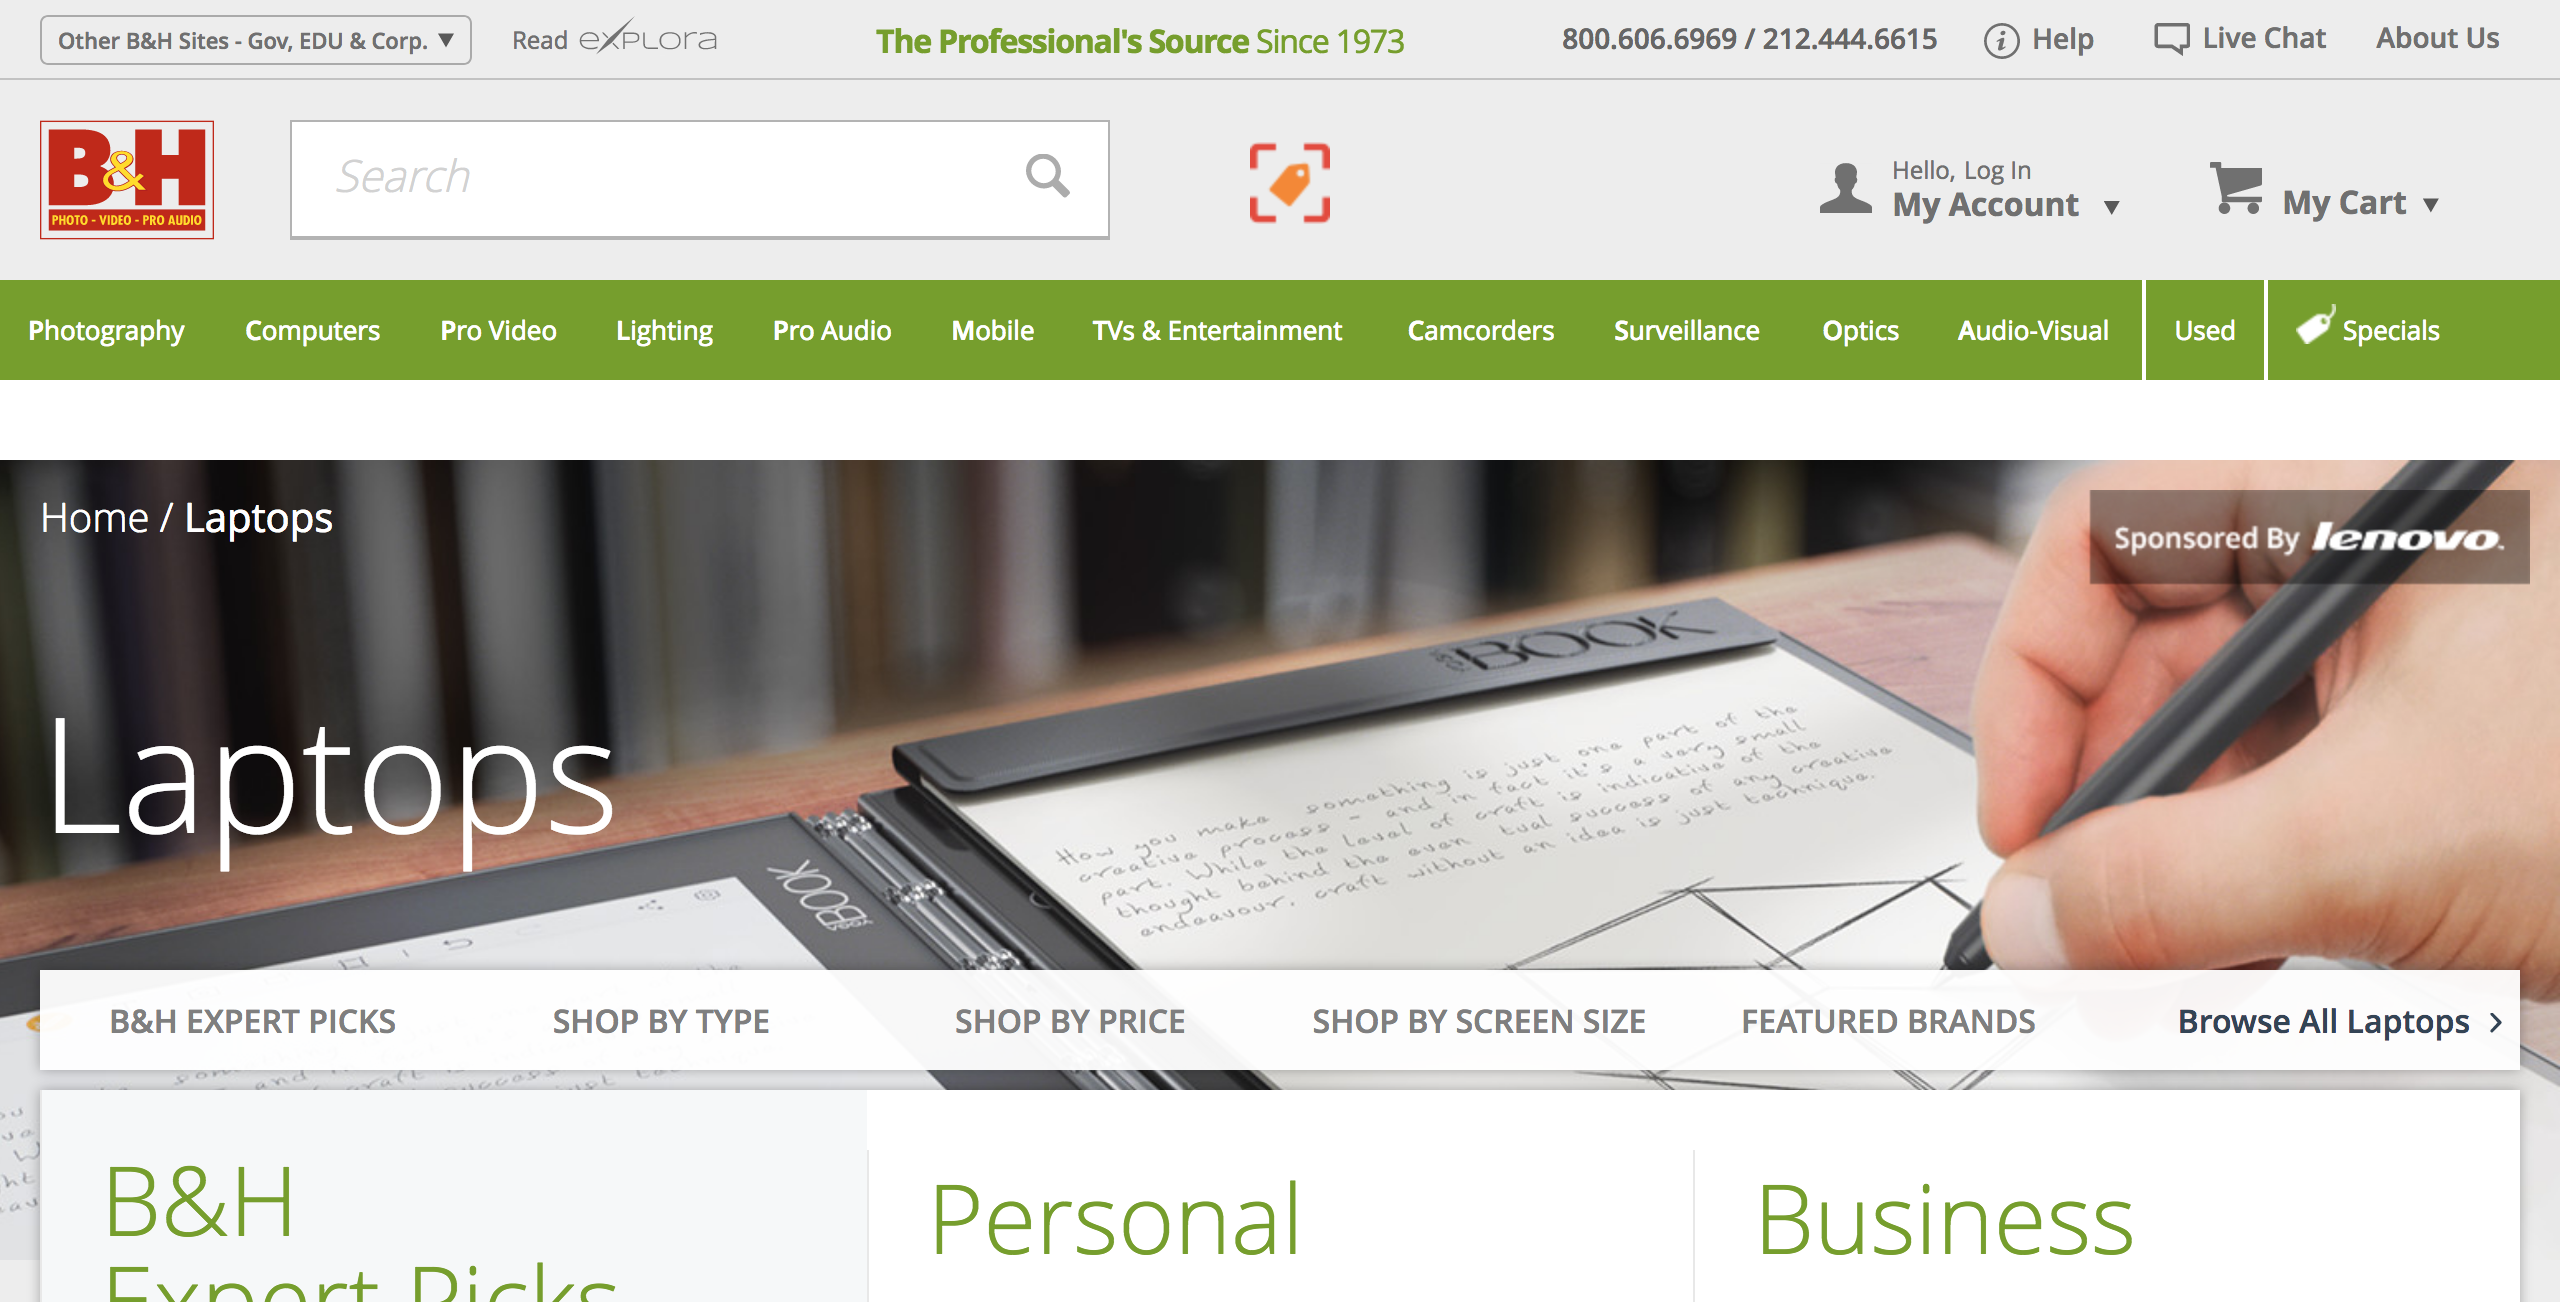 Other B&H Sites - Gov, EDU & Corp. ▼
Read eXPLORA
The Professional's Source Since 1973
800.606.6969 / 212.444.6615
Help
Live Chat
About Us
B&H
PHOTO - VIDEO - PRO AUDIO
Search
Hello, Log In
My Account ▼
My Cart ▼
Photography
Computers
Pro Video
Lighting
Pro Audio
Mobile
TVs & Entertainment
Camcorders
Surveillance
Optics
Audio-Visual
Used
Specials
Home / Laptops
Sponsored By lenovo.
Laptops
YOGA BOOK
How you make something is just one part of the
creative process - and in fact it's a very small
part. While the level of craft is indicative of the
thought behind the even tual success of any creative
endeavour, craft without an idea is just technique.
YOGA BOOK
B&H EXPERT PICKS
SHOP BY TYPE
SHOP BY PRICE
SHOP BY SCREEN SIZE
FEATURED BRANDS
Browse All Laptops >
B&H
Expert Picks
Personal
Business